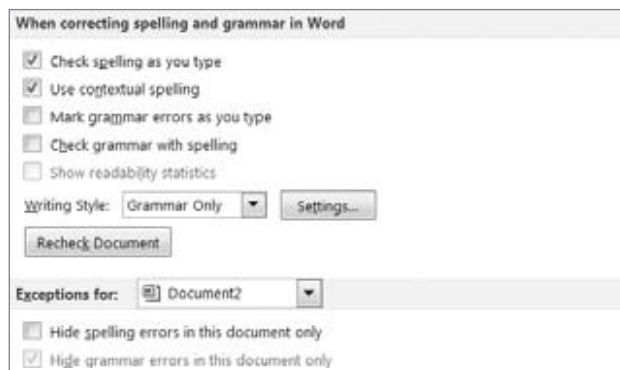 When correcting spelling and grammar in Word
Check spelling as you type
Use contextual spelling
Mark grammar errors as you type
Check grammar with spelling
Show readability statistics
Writing Style: Grammar Only Settings...
Recheck Document
Exceptions for: Document2
Hide spelling errors in this document only
Hide grammar errors in this document only